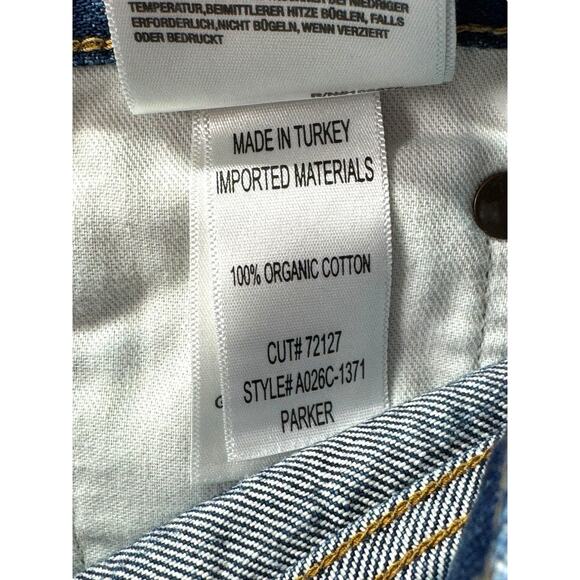 TEMPERATUR,BEIMITTLERER HITZE BÜGLEN, FALLS
ERFORDERLICH,NICHT BÜGELN, WENN VERZIERT
ODER BEDRUCKT
MADE IN TURKEY
IMPORTED MATERIALS
100% ORGANIC COTTON
CUT# 72127
STYLE# A026C-1371
PARKER